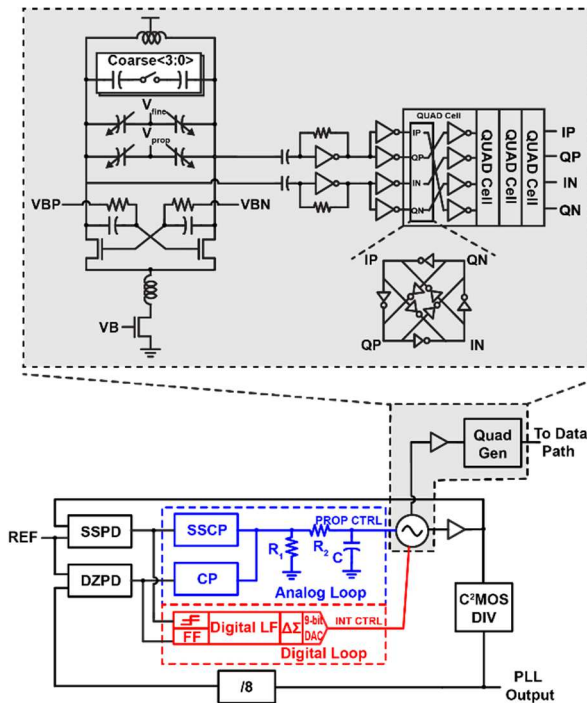 Coarse<3:0>
Vfine
Vprop
VBP
VBN
VB
QUAD Cell
IP
QP
IN
QN
QUAD Cell
QUAD Cell
QUAD Cell
IP
QP
IN
QN
IP
QN
QP
IN
Quad Gen
To Data Path
REF
SSPD
SSCP
PROP CTRL
R1
R2
C
DZPD
CP
Analog Loop
FF
Digital LF
ΔΣ
9-bit DAC
INT CTRL
Digital Loop
C²MOS DIV
/8
PLL Output